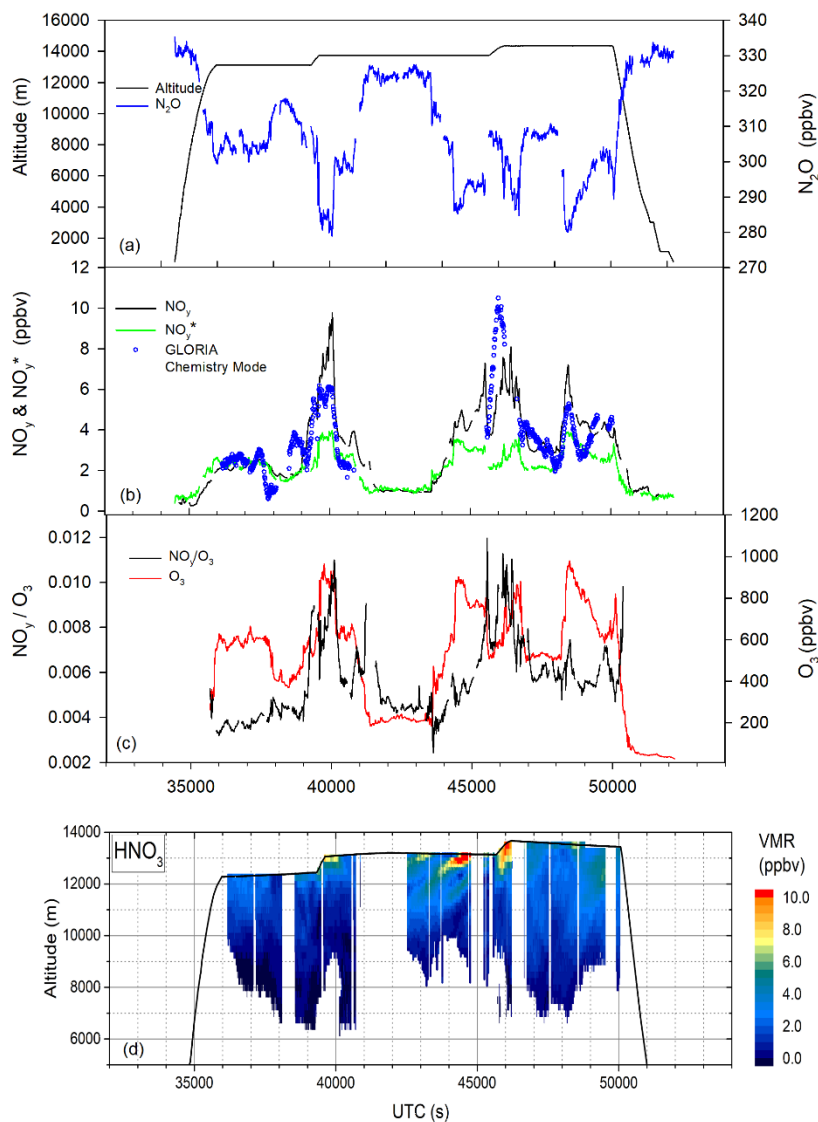 16000
14000
12000
10000
8000
6000
4000
2000
Altitude (m)
Altitude
N₂O
(a)
340
330
320
310
300
290
280
270
N₂O (ppbv)
12
10
8
6
4
2
0
NOy & NOy* (ppbv)
NOy
NOy*
GLORIA
Chemistry Mode
(b)
0.012
0.010
0.008
0.006
0.004
0.002
NOy / O₃
NOy/O₃
O₃
(c)
1200
1000
800
600
400
200
O₃ (ppbv)
35000 40000 45000 50000
HNO₃
14000
13000
12000
10000
8000
6000
Altitude (m)
(d)
35000 40000 45000 50000
UTC (s)
VMR
(ppbv)
10.0
8.0
6.0
4.0
2.0
0.0